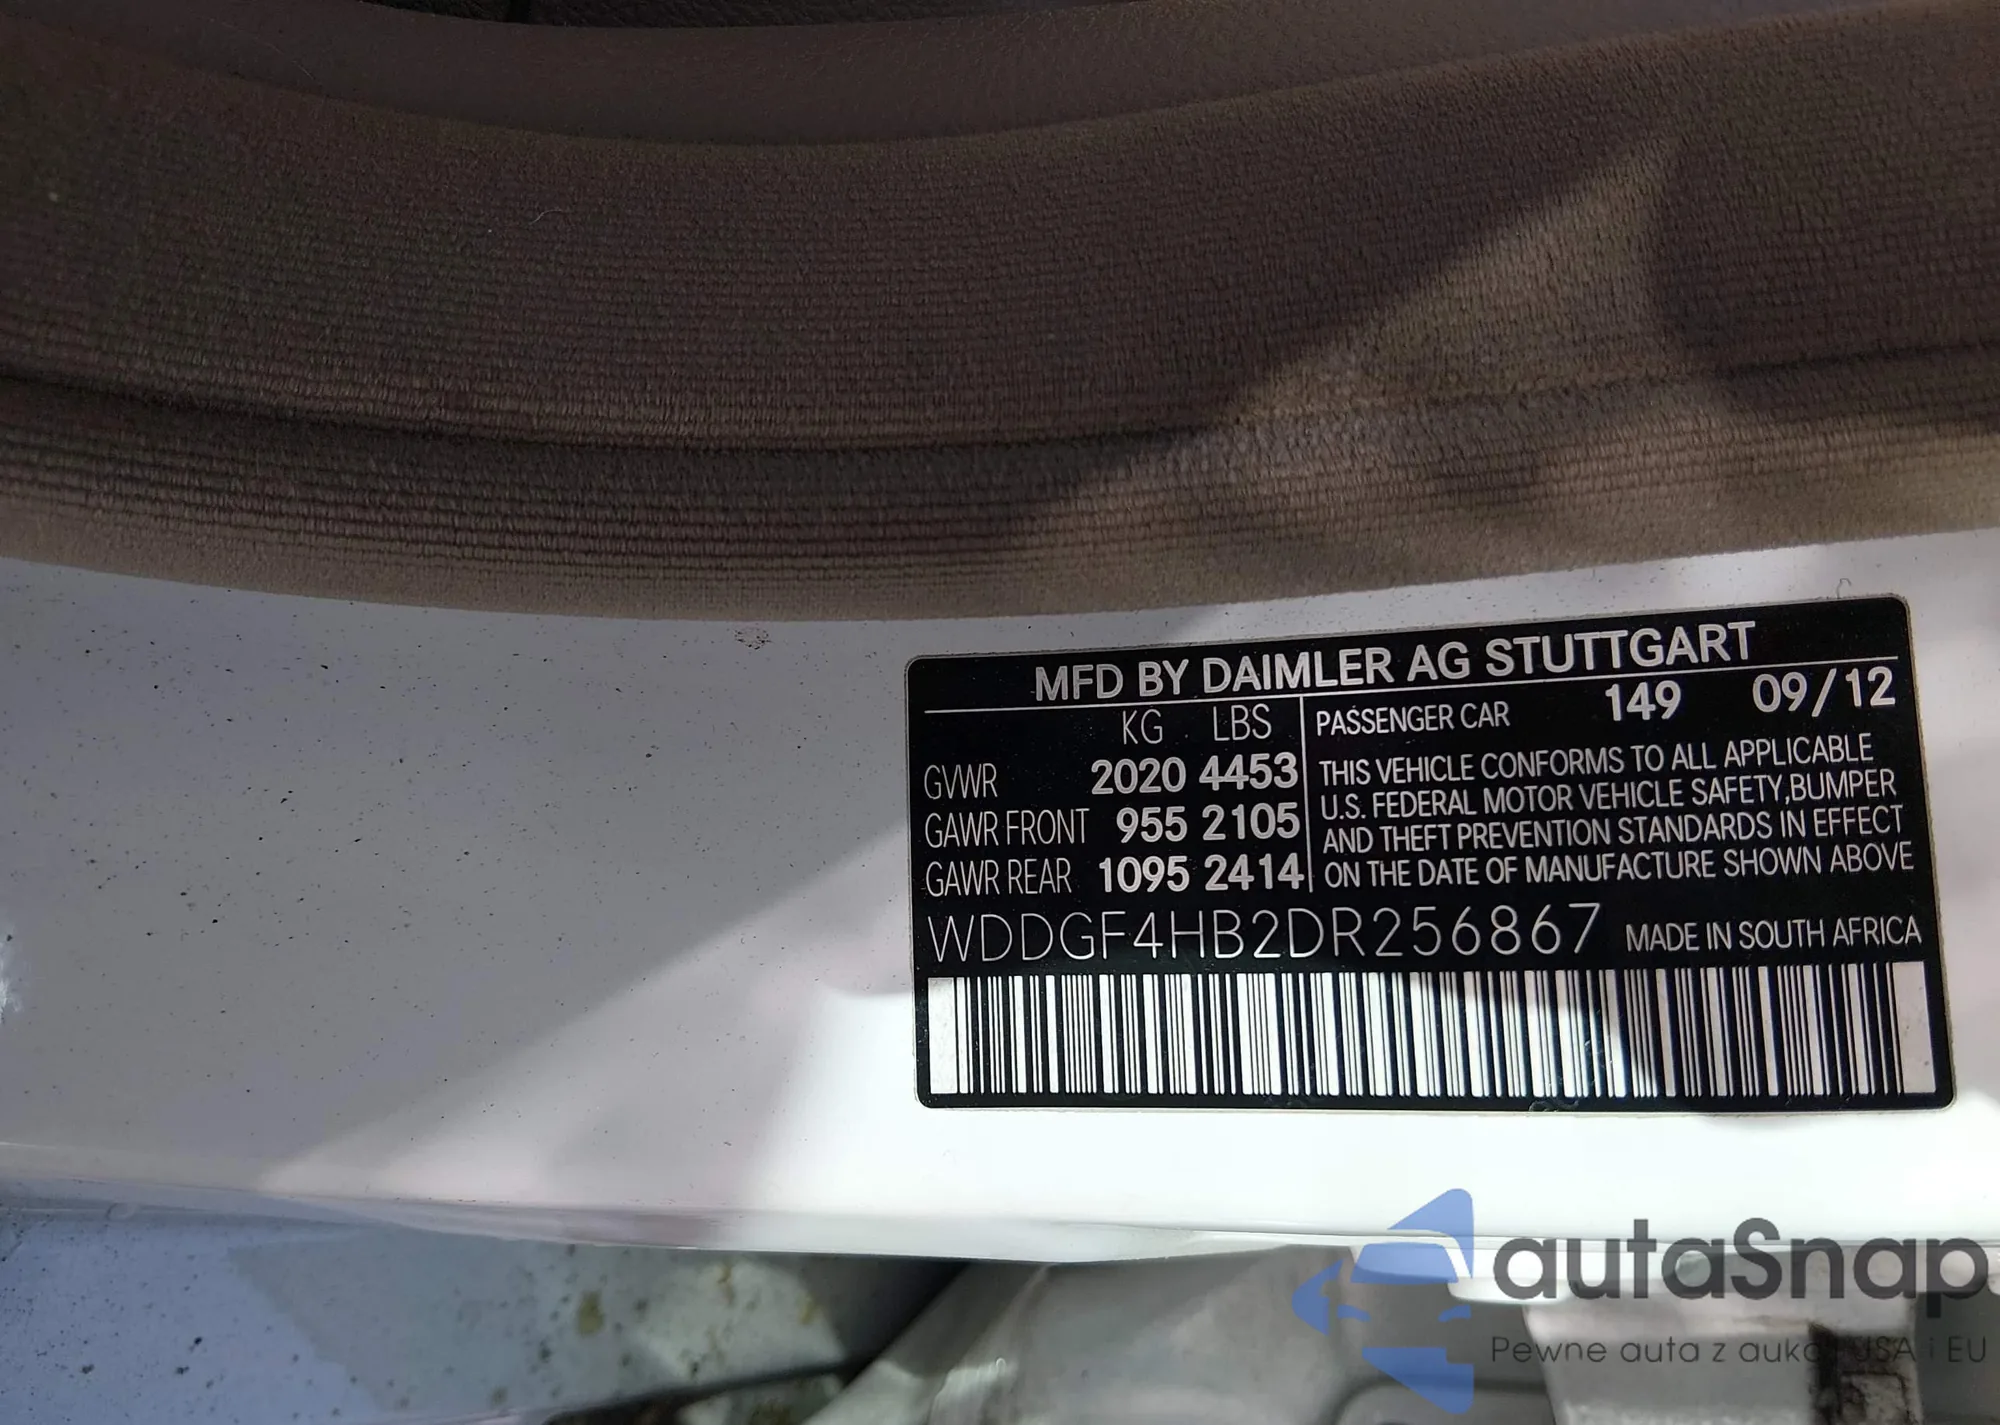 MFD BY DAIMLER AG STUTTGART
KG LBS
GVWR 2020 4453
GAWR FRONT 955 2105
GAWR REAR 1095 2414
PASSENGER CAR 149 09/12
THIS VEHICLE CONFORMS TO ALL APPLICABLE
U.S. FEDERAL MOTOR VEHICLE SAFETY,BUMPER
AND THEFT PREVENTION STANDARDS IN EFFECT
ON THE DATE OF MANUFACTURE SHOWN ABOVE
WDDGF4HB2DR256867 MADE IN SOUTH AFRICA
autaSnap
Pewne auta z USA i EU